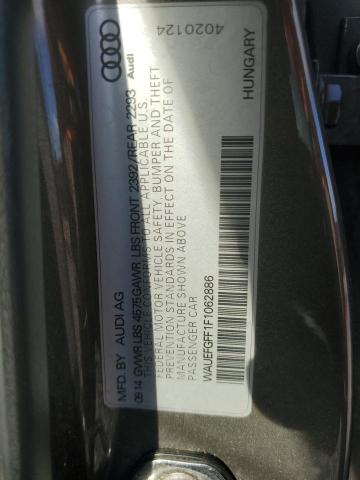 4020124
Audi
MFD. BY AUDI AG
09 14 GVWR LBS 4575 GAWR LBS FRONT 2392 / REAR 2293
THIS VEHICLE CONFORMS TO ALL APPLICABLE U.S.
FEDERAL MOTOR VEHICLE SAFETY, BUMPER AND THEFT
PREVENTION STANDARDS IN EFFECT ON THE DATE OF
MANUFACTURE SHOWN ABOVE.
PASSENGER CAR
WAUEFGFF1F1062886
HUNGARY